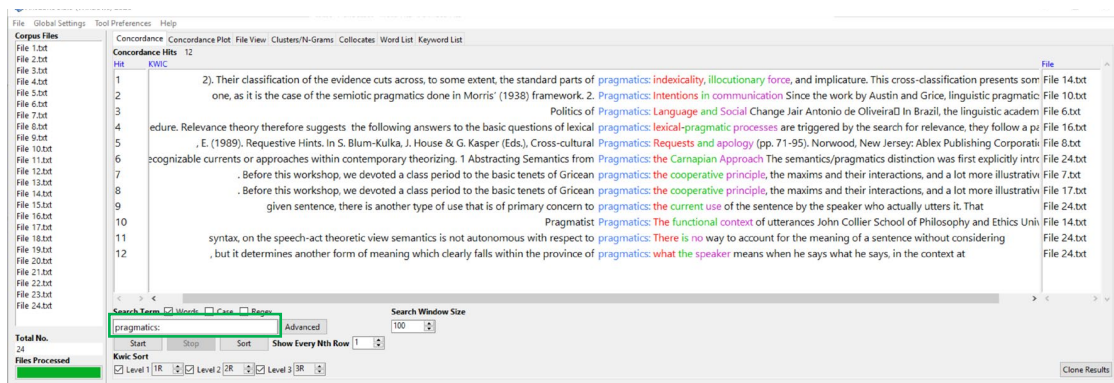 File Global Settings Tool Preferences Help
Corpus Files
File 1.txt
File 2.txt
File 3.txt
File 4.txt
File 5.txt
File 6.txt
File 7.txt
File 8.txt
File 9.txt
File 10.txt
File 11.txt
File 12.txt
File 13.txt
File 14.txt
File 15.txt
File 16.txt
File 17.txt
File 18.txt
File 19.txt
File 20.txt
File 21.txt
File 22.txt
File 23.txt
File 24.txt
Total No.
24
Files Processed
Concordance Concordance Plot File View Clusters/N-Grams Collocates Word List Keyword List
Concordance Hits 12
Hit KWIC File
1 2). Their classification of the evidence cuts across, to some extent, the standard parts of pragmatics: indexicality, illocutionary force, and implicature. This cross-classification presents som File 14.txt
2 one, as it is the case of the semiotic pragmatics done in Morris' (1938) framework. 2. Pragmatics: Intentions in communication Since the work by Austin and Grice, linguistic pragmatic File 10.txt
3 Politics of Pragmatics: Language and Social Change Jair Antonio de Oliveira In Brazil, the linguistic academ File 6.txt
4 edure. Relevance theory therefore suggests the following answers to the basic questions of lexical pragmatics: lexical-pragmatic processes are triggered by the search for relevance, they follow a pa File 16.txt
5 , E. (1989). Requestive Hints. In S. Blum-Kulka, J. House & G. Kasper (Eds.), Cross-cultural Pragmatics: Requests and apology (pp. 71-95). Norwood, New Jersey: Ablex Publishing Corporati File 8.txt
6 ecognizable currents or approaches within contemporary theorizing. 1 Abstracting Semantics from Pragmatics: the Carnapian Approach The semantics/pragmatics distinction was first explicitly intro File 24.txt
7 . Before this workshop, we devoted a class period to the basic tenets of Gricean pragmatics: the cooperative principle, the maxims and their interactions, and a lot more illustrativ File 7.txt
8 . Before this workshop, we devoted a class period to the basic tenets of Gricean pragmatics: the cooperative principle, the maxims and their interactions, and a lot more illustrativ File 17.txt
9 given sentence, there is another type of use that is of primary concern to pragmatics: the current use of the sentence by the speaker who actually utters it. That File 24.txt
10 Pragmatist Pragmatics: The functional context of utterances John Collier School of Philosophy and Ethics Univ File 14.txt
11 syntax, on the speech-act theoretic view semantics is not autonomous with respect to pragmatics: There is no way to account for the meaning of a sentence without considering File 24.txt
12 , but it determines another form of meaning which clearly falls within the province of pragmatics: what the speaker means when he says what he says, in the context at File 24.txt
Search Term Words Case Regex Search Window Size
pragmatics: Advanced 100
Start Stop Sort Show Every Nth Row 1
Kwic Sort
Level 1 1R Level 2 2R Level 3 3R Clone Results